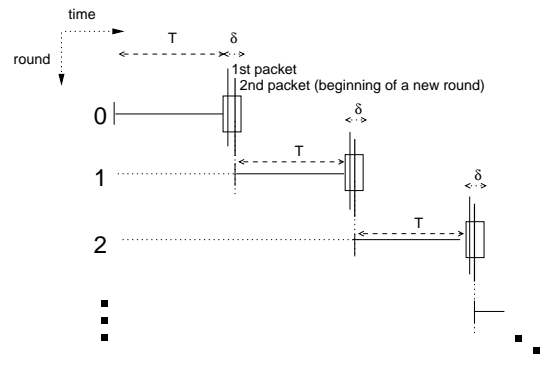 time
T
δ
round
1st packet
2nd packet (beginning of a new round)
0
δ
T
1
δ
T
2